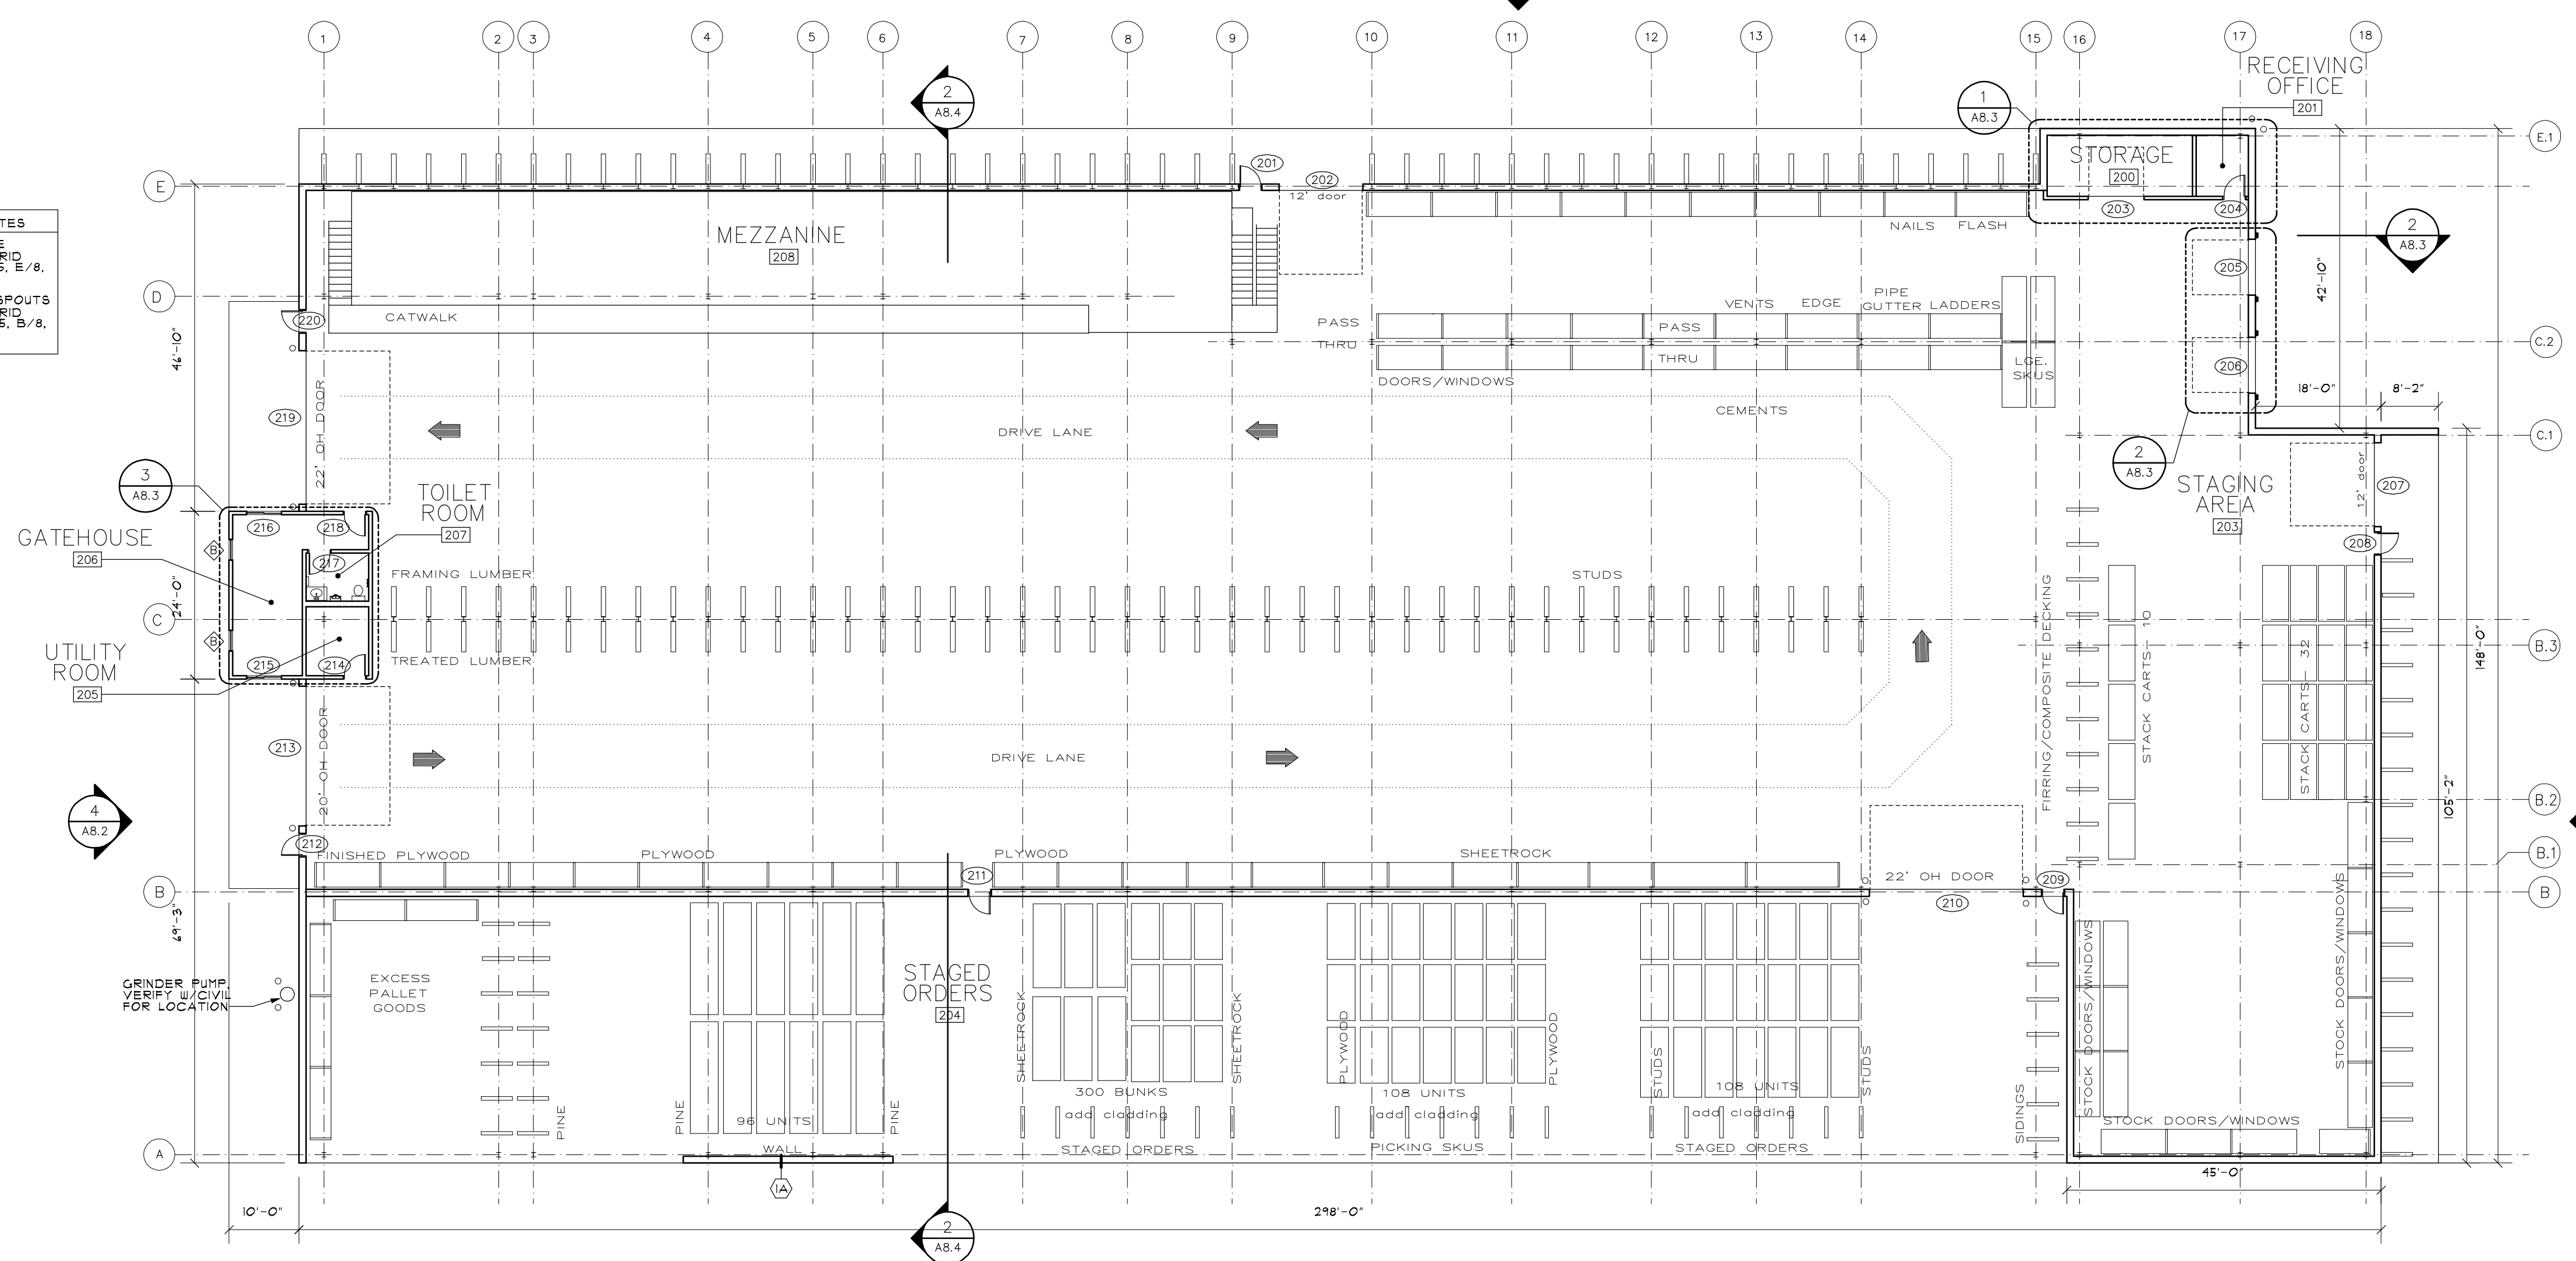 1 2 3 4 5 6 7 8 9 10 11 12 13 14 15 16 17 18
RECEIVING
OFFICE
201
2
A8.4
1
A8.3
E.1
201
202
12' door
STORAGE
200
203
204
E
TES
E
RID
5, E/8,
SPOUTS
RID
5, B/8,
MEZZANINE
208
NAILS FLASH
2
A8.3
205
42'-10"
D
CATWALK
220
46'-10"
PASS
THRU
PASS
THRU
VENTS
EDGE
PIPE
GUTTER
LADDERS
C.2
LGE.
SKUS
206
DOORS/WINDOWS
18'-0"
8'-2"
CEMENTS
219
22' OH DOOR
DRIVE LANE
C.1
2
A8.3
3
A8.3
TOILET
ROOM
207
STAGING
AREA
203
12' door
207
208
GATEHOUSE
206
216
218
217
B
B
24'-0"
FRAMING LUMBER
STUDS
C
TREATED LUMBER
UTILITY
ROOM
205
215
214
FIRRING/COMPOSITE DECKING
STACK CARTS- 10
STACK CARTS- 32
B.3
148'-0"
213
20' OH DOOR
DRIVE LANE
B.2
105'-2"
4
A8.2
212
FINISHED PLYWOOD
PLYWOOD
PLYWOOD
SHEETROCK
B.1
211
22' OH DOOR
209
210
B
B
69'-3"
GRINDER PUMP,
VERIFY W/CIVIL
FOR LOCATION
EXCESS
PALLET
GOODS
STAGED
ORDERS
204
SHEETROCK
SHEETROCK
PLYWOOD
PLYWOOD
STUDS
STUDS
STOCK DOORS/WINDOWS
STOCK DOORS/WINDOWS
300 BUNKS
add cladding
108 UNITS
add cladding
108 UNITS
add cladding
PINE
PINE
96 UNITS
PINE
SIDINGS
STOCK DOORS/WINDOWS
A
WALL
STAGED ORDERS
PICKING SKUS
STAGED ORDERS
45'-0"
1A
10'-0"
298'-0"
2
A8.4